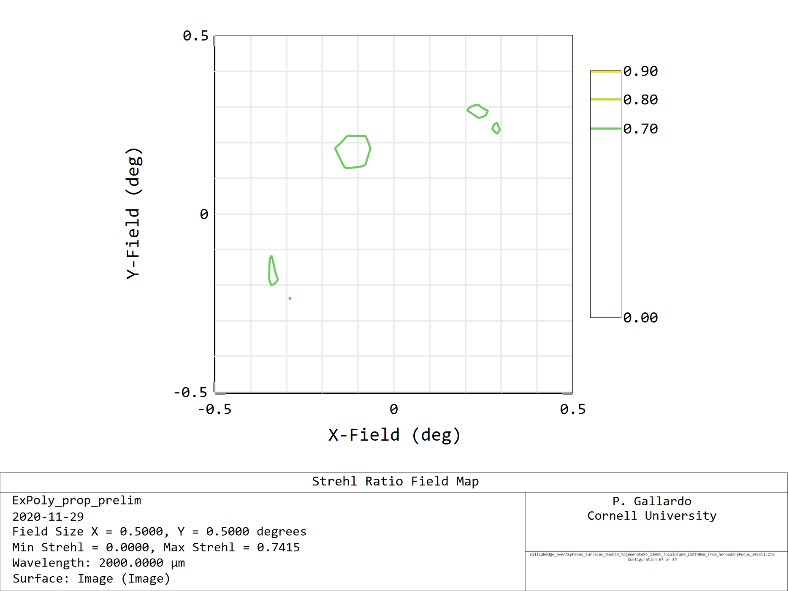 0.5
0
-0.5
-0.5
0
0.5
Y-Field (deg)
X-Field (deg)
0.90
0.80
0.70
0.00
Strehl Ratio Field Map
ExPoly_prop_prelim
2020-11-29
Field Size X = 0.5000, Y = 0.5000 degrees
Min Strehl = 0.0000, Max Strehl = 0.7415
Wavelength: 2000.0000 µm
Surface: Image (Image)
P. Gallardo
Cornell University